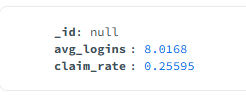 _id: null
avg_logins : 8.0168
claim_rate : 0.25595